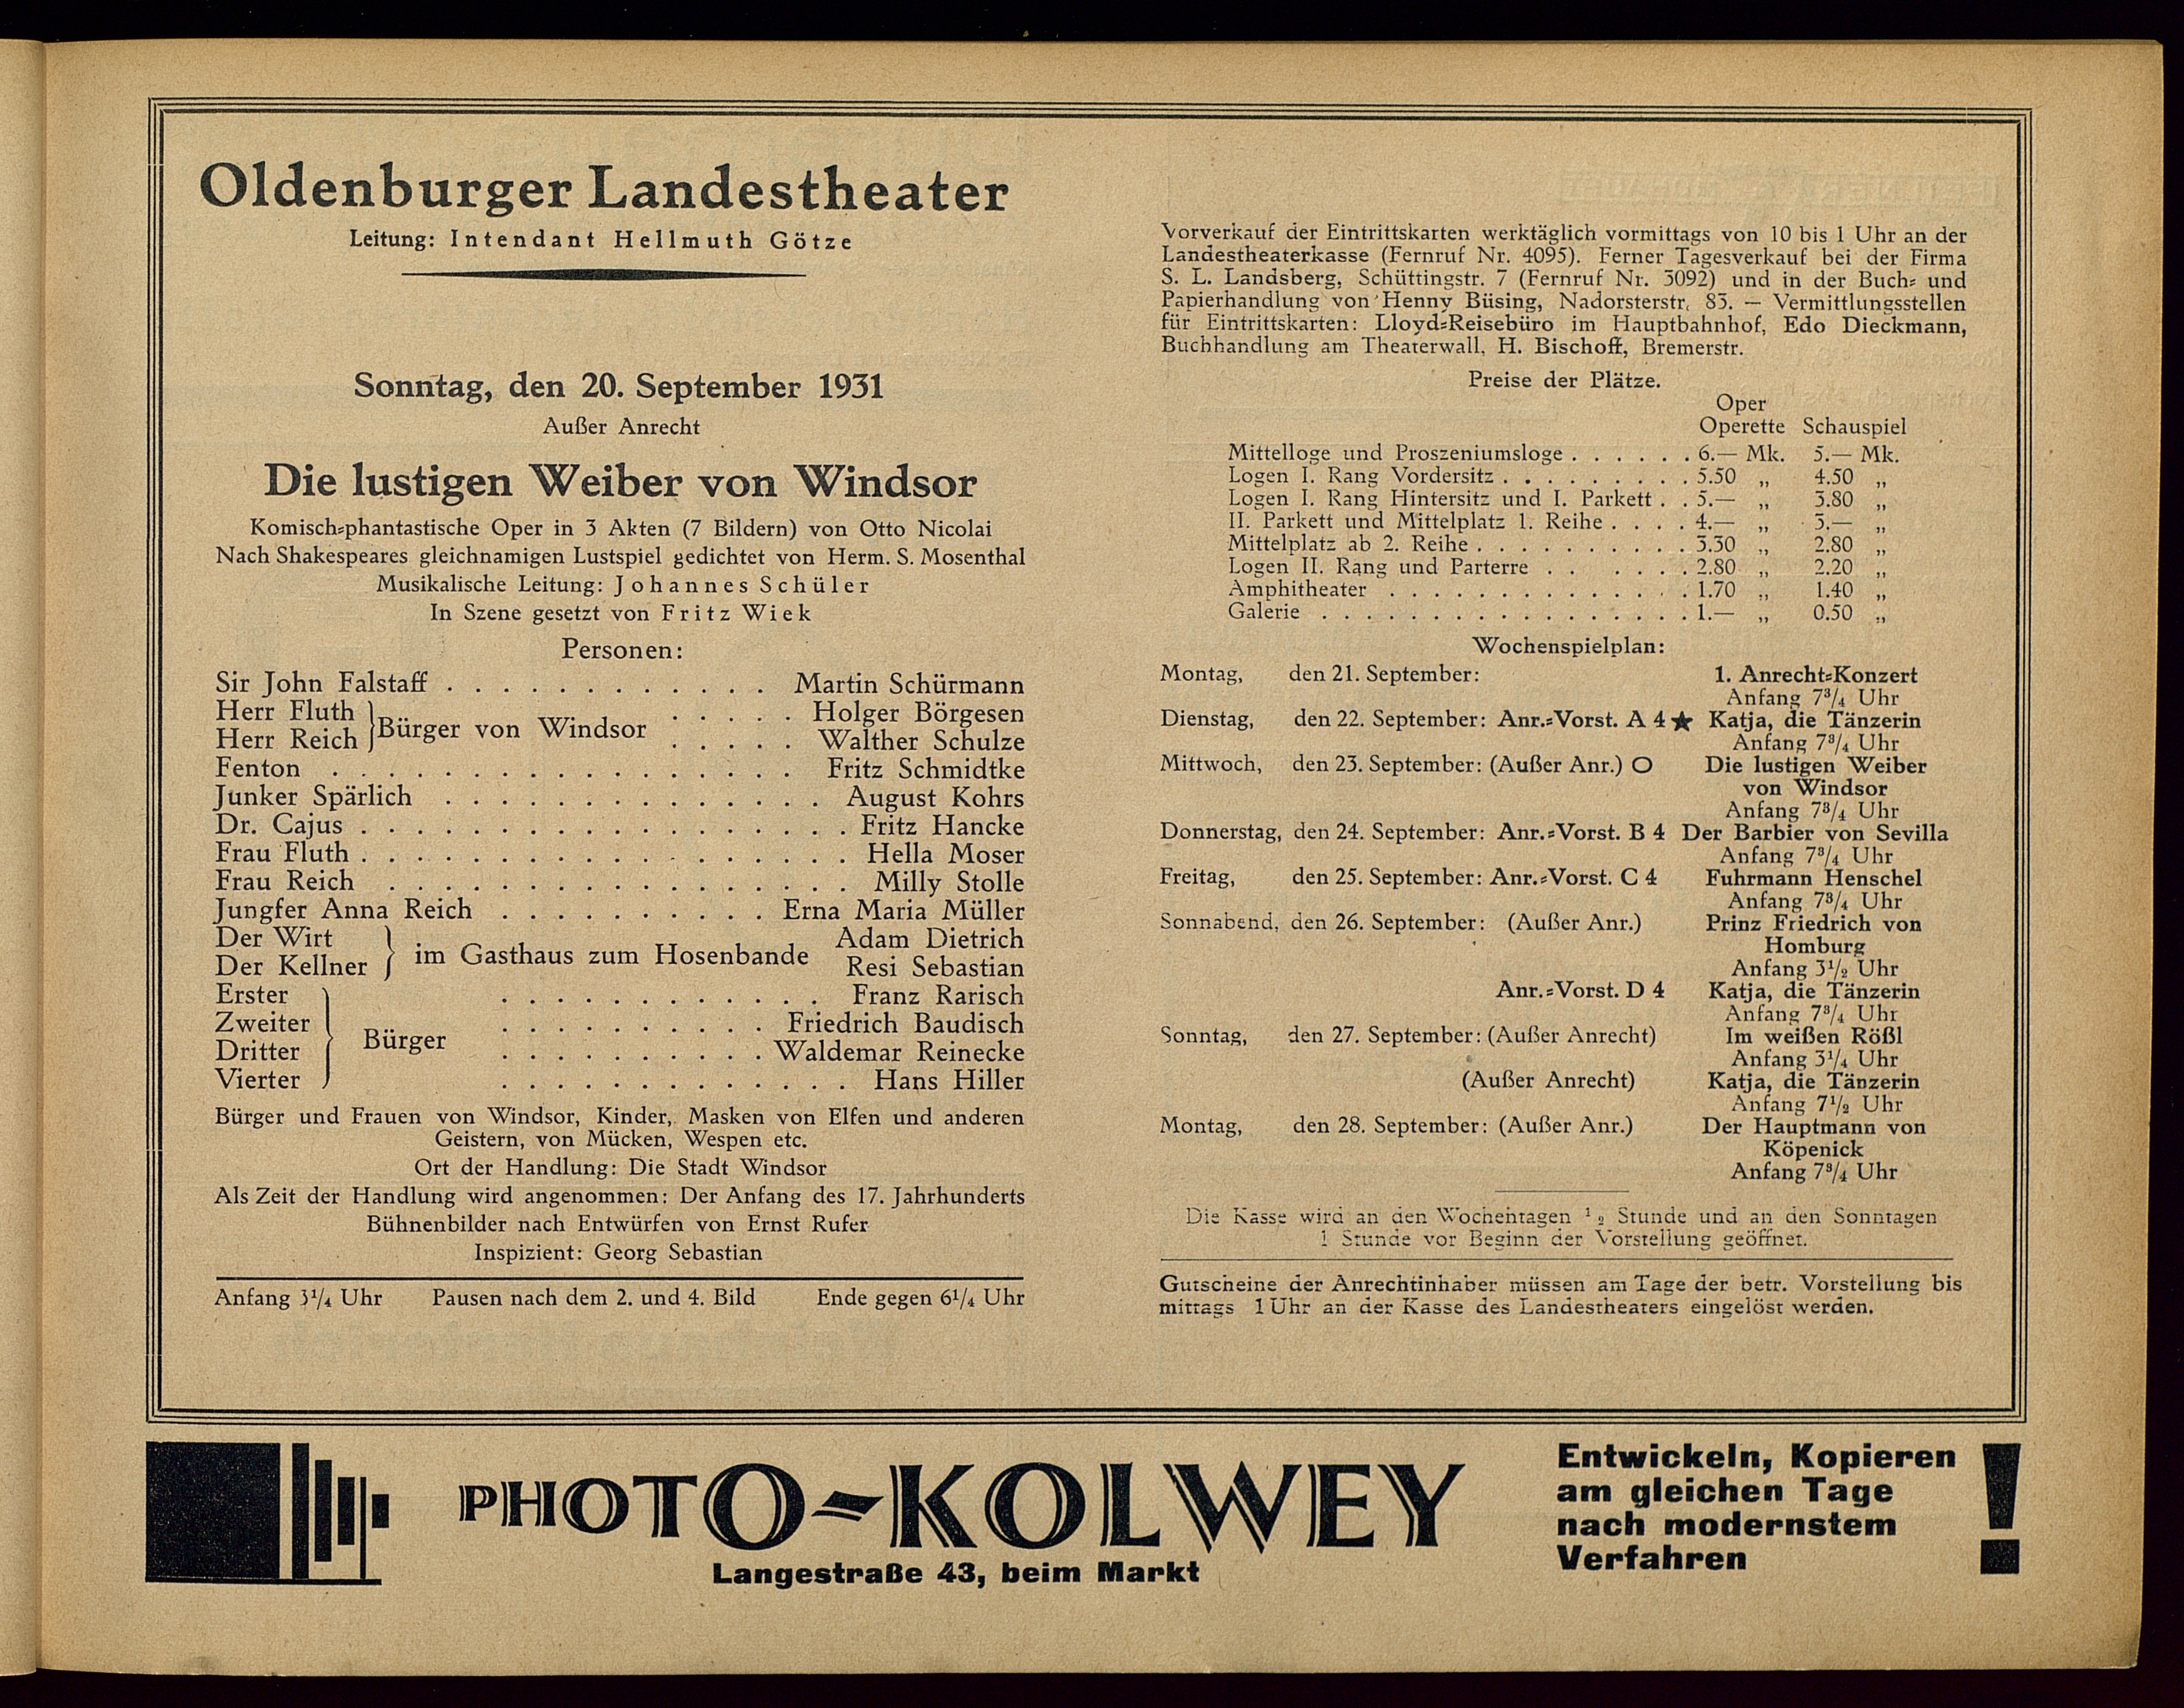 Oldenburger Landestheater
Leitung: Intendant Hellmuth Götze
Sonntag, den 20. September 1931
Außer Anrecht
Die lustigen Weiber von Windsor
Komisch=phantastische Oper in 3 Akten (7 Bildern) von Otto Nicolai
Nach Shakespeares gleichnamigen Lustspiel gedichtet von Herm. S. Mosenthal
Musikalische Leitung: Johannes Schüler
In Szene gesetzt von Fritz Wiek
Personen:
Sir John Falstaff . . . . . . . . . . . . Martin Schürmann
Herr Fluth } Bürger von Windsor . . . . . Holger Börgesen
Herr Reich } . . . . . Walther Schulze
Fenton . . . . . . . . . . . . . . . . Fritz Schmidtke
Junker Spärlich . . . . . . . . . . . . . . August Kohrs
Dr. Cajus . . . . . . . . . . . . . . . . . Fritz Hancke
Frau Fluth . . . . . . . . . . . . . . . . . Hella Moser
Frau Reich . . . . . . . . . . . . . . . . Milly Stolle
Jungfer Anna Reich . . . . . . . . . . Erna Maria Müller
Der Wirt } im Gasthaus zum Hosenbande Adam Dietrich
Der Kellner } Resi Sebastian
Erster } Bürger . . . . . . . . . . . . Franz Rarisch
Zweiter . . . . . . . . . . Friedrich Baudisch
Dritter . . . . . . . . . . Waldemar Reinecke
Vierter . . . . . . . . . . . . . Hans Hiller
Bürger und Frauen von Windsor, Kinder, Masken von Elfen und anderen
Geistern, von Mücken, Wespen etc.
Ort der Handlung: Die Stadt Windsor
Als Zeit der Handlung wird angenommen: Der Anfang des 17. Jahrhunderts
Bühnenbilder nach Entwürfen von Ernst Rufer
Inspizient: Georg Sebastian
Anfang 3¼ Uhr Pausen nach dem 2. und 4. Bild Ende gegen 6¼ Uhr
Vorverkauf der Eintrittskarten werktäglich vormittags von 10 bis 1 Uhr an der
Landestheaterkasse (Fernruf Nr. 4095). Ferner Tagesverkauf bei der Firma
S. L. Landsberg, Schüttingstr. 7 (Fernruf Nr. 3092) und in der Buch= und
Papierhandlung von Henny Büsing, Nadorsterstr. 83. — Vermittlungsstellen
für Eintrittskarten: Lloyd=Reisebüro im Hauptbahnhof, Edo Dieckmann,
Buchhandlung am Theaterwall, H. Bischoff, Bremerstr.
Preise der Plätze.
Oper
Operette Schauspiel
Mittelloge und Proszeniumsloge . . . . . . 6.— Mk. 5.— Mk.
Logen I. Rang Vordersitz . . . . . . . . . 5.50 „ 4.50 „
Logen I. Rang Hintersitz und I. Parkett . . 5.— „ 3.80 „
II. Parkett und Mittelplatz 1. Reihe . . . . 4.— „ 3.— „
Mittelplatz ab 2. Reihe . . . . . . . . . . 3.30 „ 2.80 „
Logen II. Rang und Parterre . . . . . . 2.80 „ 2.20 „
Amphitheater . . . . . . . . . . . . . . 1.70 „ 1.40 „
Galerie . . . . . . . . . . . . . . . . . 1.— „ 0.50 „
Wochenspielplan:
Montag, den 21. September: 1. Anrecht=Konzert
Anfang 7¾ Uhr
Dienstag, den 22. September: Anr.=Vorst. A 4 ★ Katja, die Tänzerin
Anfang 7¾ Uhr
Mittwoch, den 23. September: (Außer Anr.) O Die lustigen Weiber
von Windsor
Anfang 7¾ Uhr
Donnerstag, den 24. September: Anr.=Vorst. B 4 Der Barbier von Sevilla
Anfang 7¾ Uhr
Freitag, den 25. September: Anr.=Vorst. C 4 Fuhrmann Henschel
Anfang 7¾ Uhr
Sonnabend, den 26. September: (Außer Anr.) Prinz Friedrich von
Homburg
Anfang 3½ Uhr
Anr.=Vorst. D 4 Katja, die Tänzerin
Anfang 7¾ Uhr
Sonntag, den 27. September: (Außer Anrecht) Im weißen Rößl
Anfang 3¼ Uhr
(Außer Anrecht) Katja, die Tänzerin
Anfang 7½ Uhr
Montag, den 28. September: (Außer Anr.) Der Hauptmann von
Köpenick
Anfang 7¾ Uhr
Die Kasse wird an den Wochentagen ½ Stunde und an den Sonntagen
1 Stunde vor Beginn der Vorstellung geöffnet.
Gutscheine der Anrechtinhaber müssen am Tage der betr. Vorstellung bis
mittags 1 Uhr an der Kasse des Landestheaters eingelöst werden.
PHOTO=KOLWEY
Langestraße 43, beim Markt
Entwickeln, Kopieren
am gleichen Tage
nach modernstem
Verfahren !